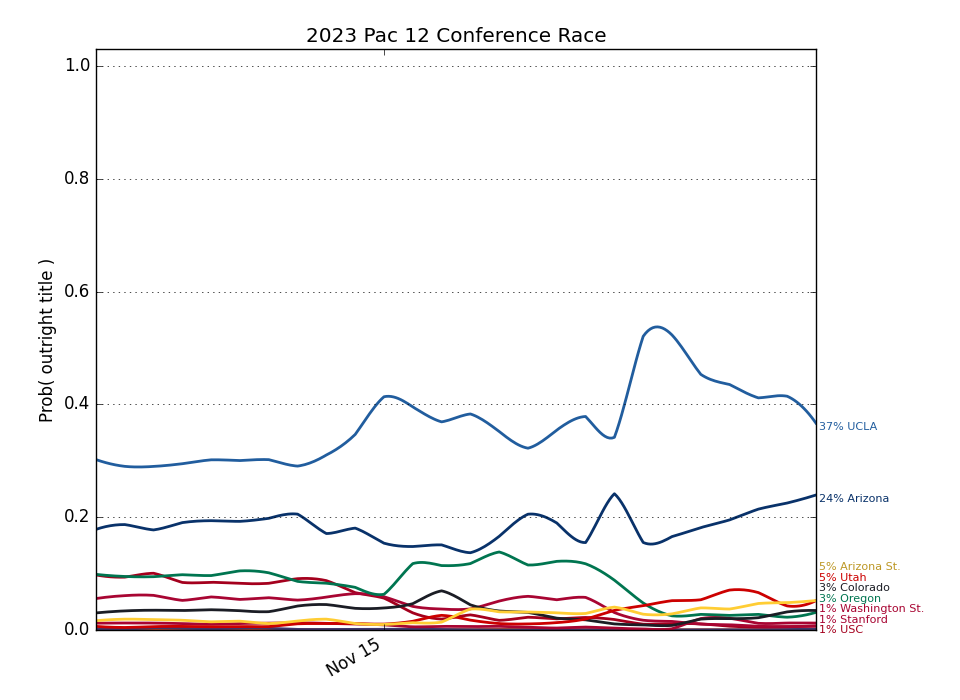 2023 Pac 12 Conference Race
1.0
0.8
0.6
0.4
0.2
0.0
Prob( outright title )
Nov 15
37% UCLA
24% Arizona
5% Arizona St.
5% Utah
3% Colorado
3% Oregon
1% Washington St.
1% Stanford
1% USC